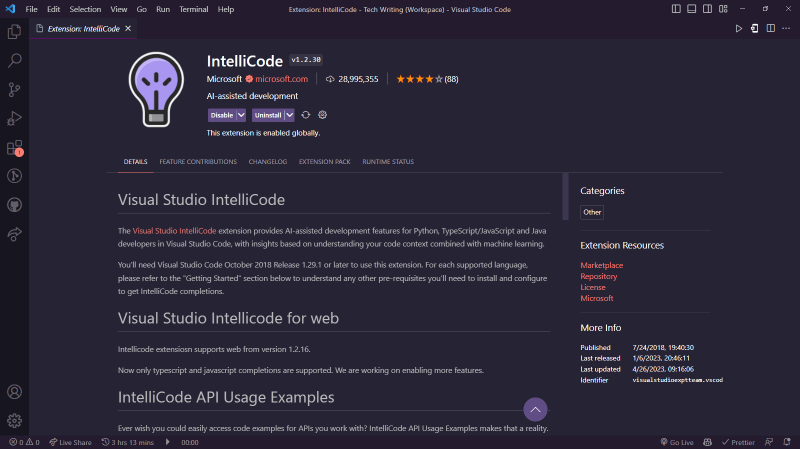 File Edit Selection View Go Run Terminal Help Extension: IntelliCode - Tech Writing (Workspace) - Visual Studio Code
Extension: IntelliCode
IntelliCode v1.2.30
Microsoft microsoft.com 28,995,355 (88)
AI-assisted development
Disable Uninstall
This extension is enabled globally.
DETAILS FEATURE CONTRIBUTIONS CHANGELOG EXTENSION PACK RUNTIME STATUS
Visual Studio IntelliCode
The Visual Studio IntelliCode extension provides AI-assisted development features for Python, TypeScript/JavaScript and Java
developers in Visual Studio Code, with insights based on understanding your code context combined with machine learning.
You'll need Visual Studio Code October 2018 Release 1.29.1 or later to use this extension. For each supported language,
please refer to the "Getting Started" section below to understand any other pre-requisites you'll need to install and configure
to get IntelliCode completions.
Visual Studio Intellicode for web
Intellicode extensiosn supports web from version 1.2.16.
Now only typescript and javascript completions are supported. We are working on enabling more features.
IntelliCode API Usage Examples
Ever wish you could easily access code examples for APIs you work with? IntelliCode API Usage Examples makes that a reality.
Categories
Other
Extension Resources
Marketplace
Repository
License
Microsoft
More Info
Published 7/24/2018, 19:40:30
Last released 1/6/2023, 20:46:11
Last updated 4/26/2023, 09:16:06
Identifier visualstudioexptteam.vscod
1
0 0 Live Share 3 hrs 13 mins 00:00 Go Live Prettier